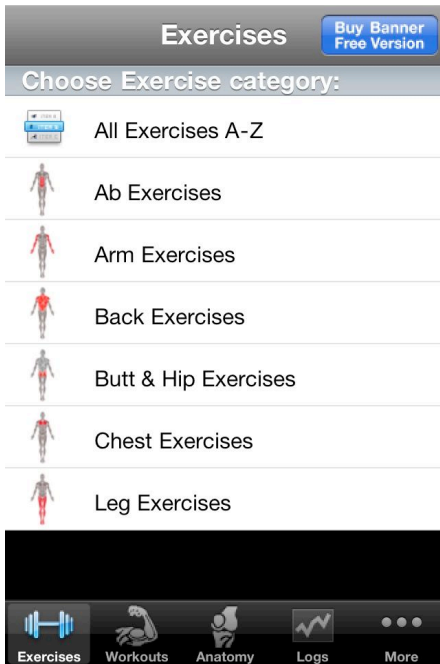 Exercises
Buy Banner
Free Version
Choose Exercise category:
All Exercises A-Z
Ab Exercises
Arm Exercises
Back Exercises
Butt & Hip Exercises
Chest Exercises
Leg Exercises
Exercises Workouts Anatomy Logs More